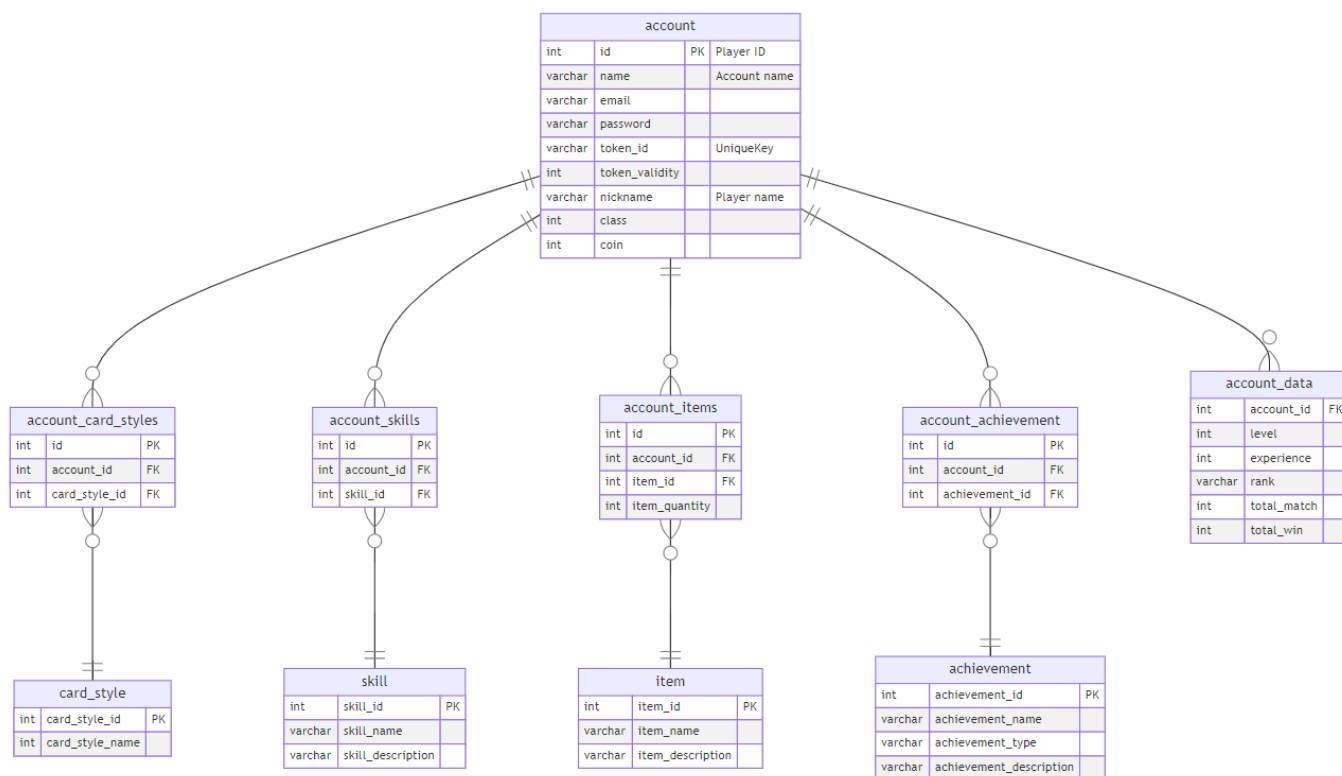 account
int id PK Player ID
varchar name Account name
varchar email
varchar password
varchar token_id UniqueKey
int token_validity
varchar nickname Player name
int class
int coin
account_card_styles
int id PK
int account_id FK
int card_style_id FK
account_skills
int id PK
int account_id FK
int skill_id FK
account_items
int id PK
int account_id FK
int item_id FK
int item_quantity
account_achievement
int id PK
int account_id FK
int achievement_id FK
account_data
int account_id FK
int level
int experience
varchar rank
int total_match
int total_win
card_style
int card_style_id PK
int card_style_name
skill
int skill_id PK
varchar skill_name
varchar skill_description
item
int item_id PK
varchar item_name
varchar item_description
achievement
int achievement_id PK
varchar achievement_name
varchar achievement_type
varchar achievement_description